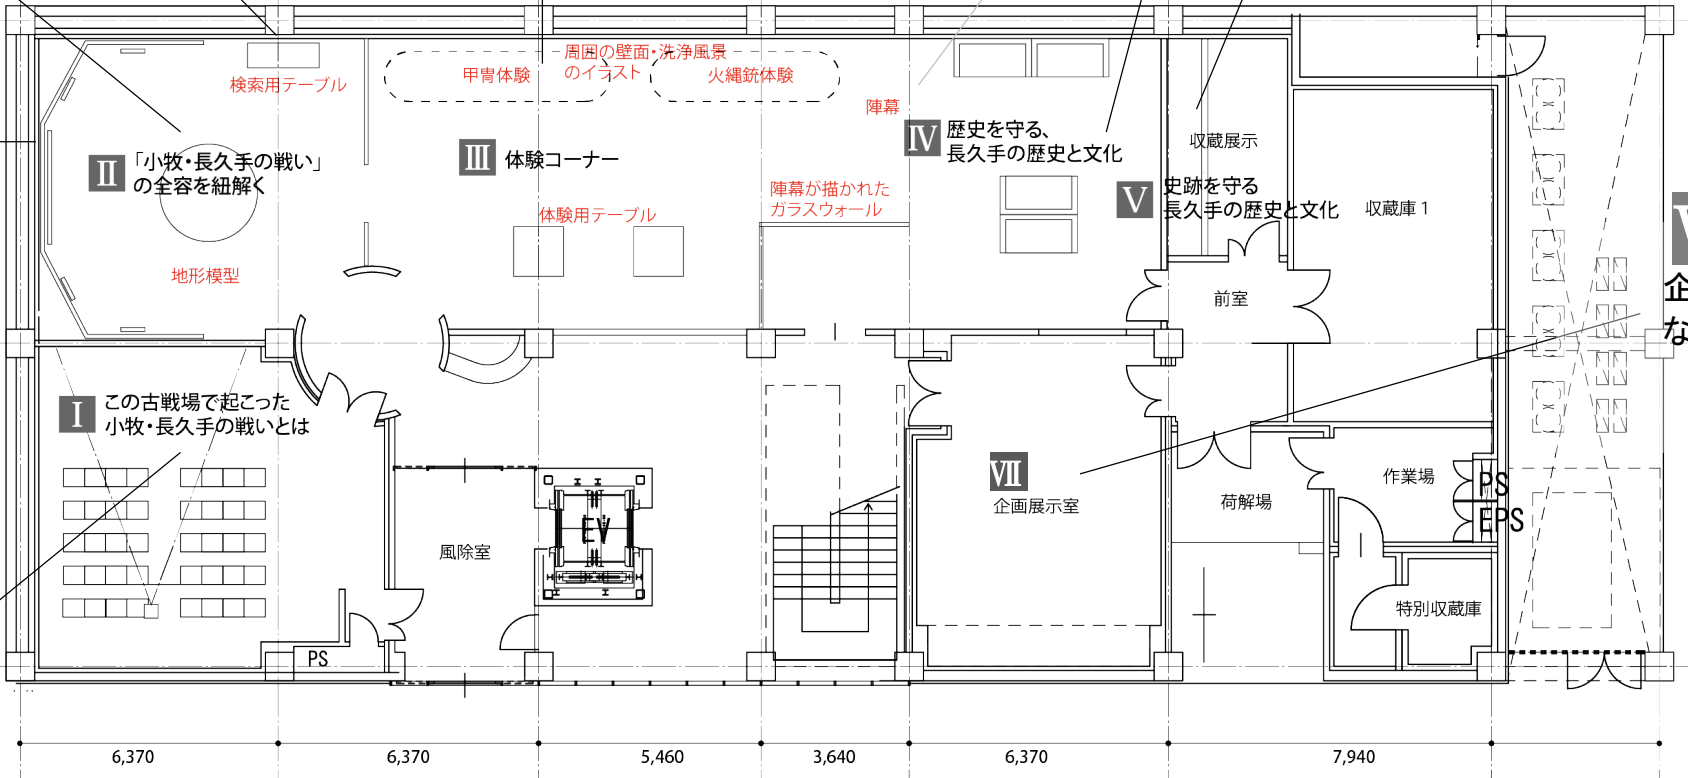 周囲の壁面・洗浄風景
のイラスト
検索用テーブル
甲冑体験
火縄銃体験
陣幕
Ⅱ
「小牧・長久手の戦い」
の全容を紐解く
Ⅲ
体験コーナー
Ⅳ
歴史を守る、
長久手の歴史と文化
収蔵展示
Ⅴ
史跡を守る
長久手の歴史と文化
収蔵庫 1
陣幕が描かれた
ガラスウォール
体験用テーブル
地形模型
前室
企
な
Ⅰ
この古戦場で起こった
小牧・長久手の戦いとは
Ⅶ
企画展示室
荷解場
作業場
PS
EPS
風除室
EV
特別収蔵庫
PS
6,370
6,370
5,460
3,640
6,370
7,940